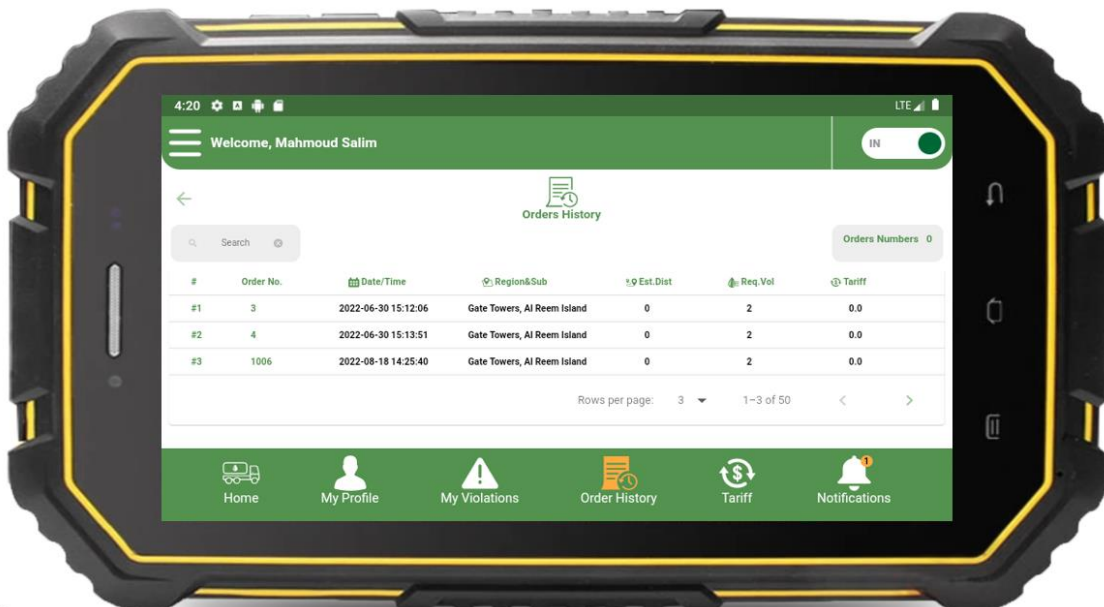 4:20 LTE
Welcome, Mahmoud Salim IN
Orders History
Search Orders Numbers 0
# Order No. Date/Time Region&Sub Est.Dist Req.Vol Tariff
#1 3 2022-06-30 15:12:06 Gate Towers, Al Reem Island 0 2 0.0
#2 4 2022-06-30 15:13:51 Gate Towers, Al Reem Island 0 2 0.0
#3 1006 2022-08-18 14:25:40 Gate Towers, Al Reem Island 0 2 0.0
Rows per page: 3 1–3 of 50
1
Home My Profile My Violations Order History Tariff Notifications